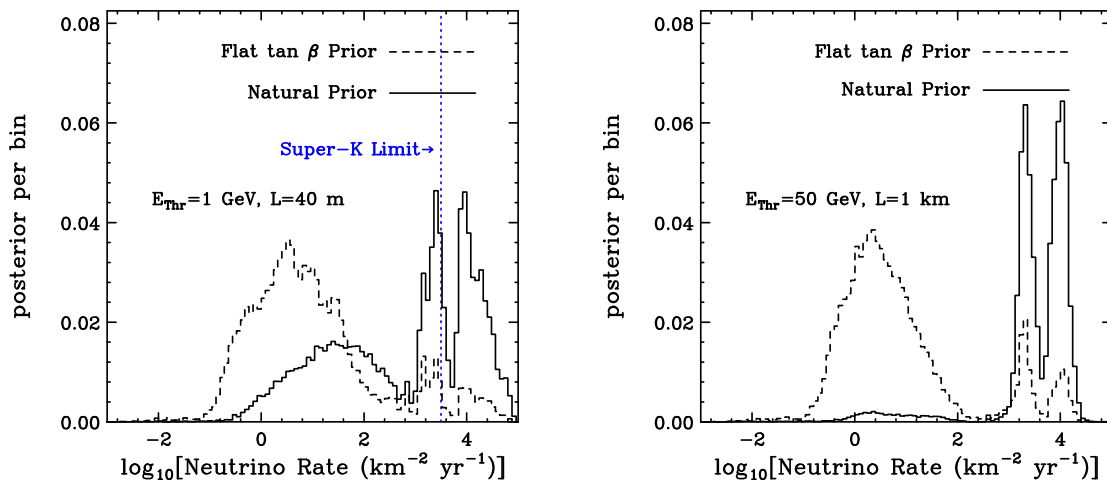 0.08
Flat tan β Prior
Natural Prior
0.06
Super-K Limit→
E_Thr=1 GeV, L=40 m
0.04
0.02
0.00
posterior per bin
−2 0 2 4
log₁₀[Neutrino Rate (km⁻² yr⁻¹)]
0.08
Flat tan β Prior
Natural Prior
0.06
E_Thr=50 GeV, L=1 km
0.04
0.02
0.00
posterior per bin
−2 0 2 4
log₁₀[Neutrino Rate (km⁻² yr⁻¹)]